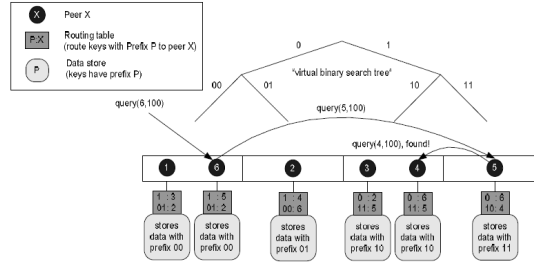 X Peer X
P:X Routing table
(route keys with Prefix P to peer X)
P Data store
(keys have prefix P)
0 1
"virtual binary search tree"
00 01 10 11
query(6,100)
query(5,100)
query(4,100), found!
1 6 2 3 4 5
1 : 3
01: 2
1 : 5
01: 2
1 : 4
00: 6
0 : 2
11: 5
0 : 6
11: 5
0 : 6
10: 4
stores
data with
prefix 00
stores
data with
prefix 00
stores
data with
prefix 01
stores
data with
prefix 10
stores
data with
prefix 10
stores
data with
prefix 11